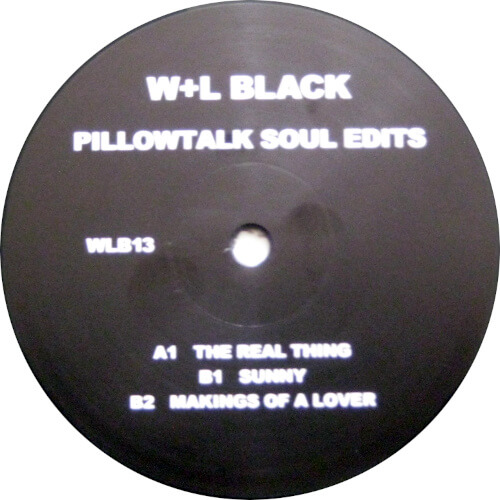 W+L BLACK
PILLOWTALK SOUL EDITS
WLB13
A1 THE REAL THING
B1 SUNNY
B2 MAKINGS OF A LOVER